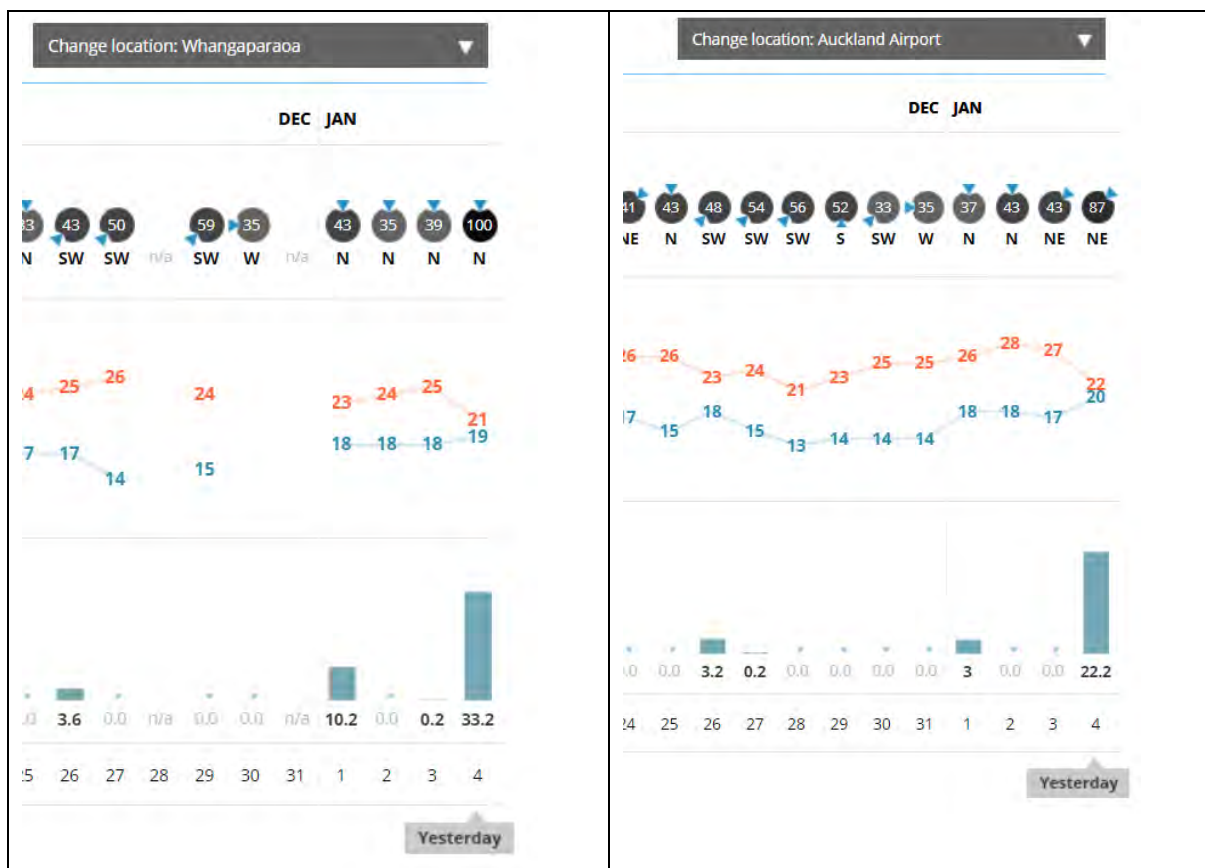 Change location: Whangaparaoa
DEC JAN
43 50 59 35 43 35 39 100
N SW SW n/a SW W n/a N N N N
25 26 24 23 24 25 21
17 14 15 18 18 18 19
3.6 0.0 n/a 0.0 0.0 n/a 10.2 0.0 0.2 33.2
26 27 28 29 30 31 1 2 3 4
Yesterday
Change location: Auckland Airport
DEC JAN
41 43 48 54 56 52 33 35 37 43 43 87
NE N SW SW SW S SW W N N NE NE
26 26 23 24 21 23 25 25 26 28 27 22
15 18 15 13 14 14 14 18 18 17 20
0.0 3.2 0.2 0.0 0.0 0.0 0.0 3 0.0 0.0 22.2
24 25 26 27 28 29 30 31 1 2 3 4
Yesterday